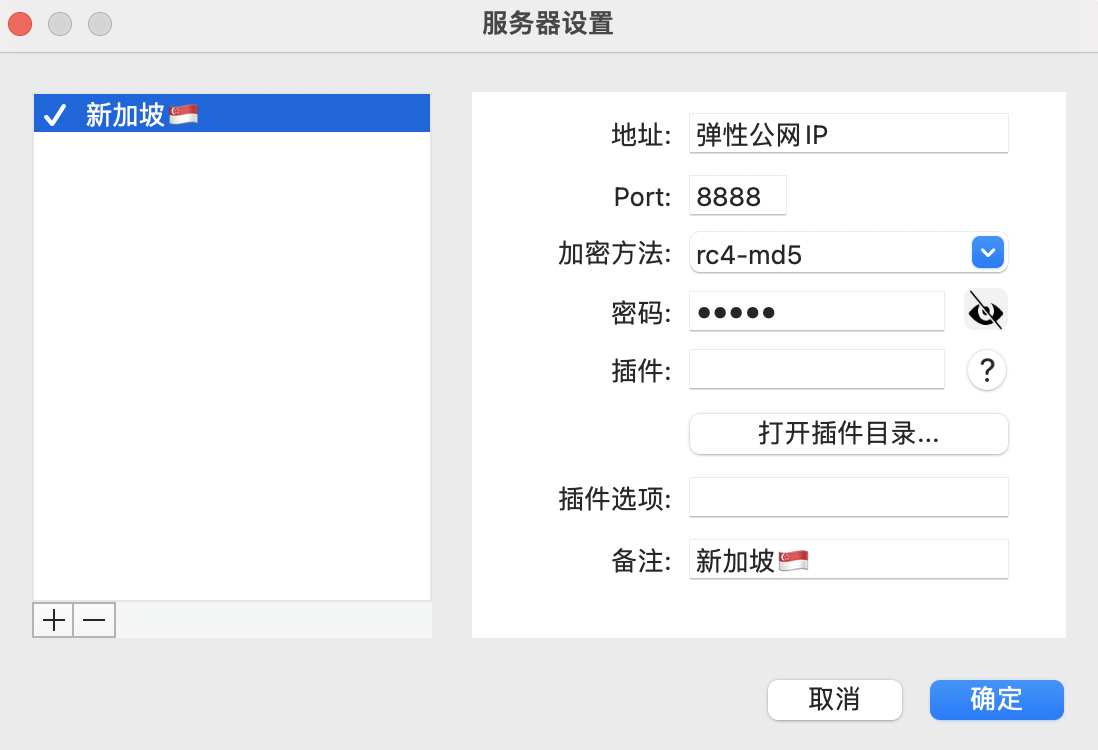 服务器设置
✓ 新加坡🇸🇬
地址: 弹性公网IP
Port: 8888
加密方法: rc4-md5
密码: ●●●●●
插件:
?
打开插件目录...
插件选项:
备注: 新加坡🇸🇬
取消
确定